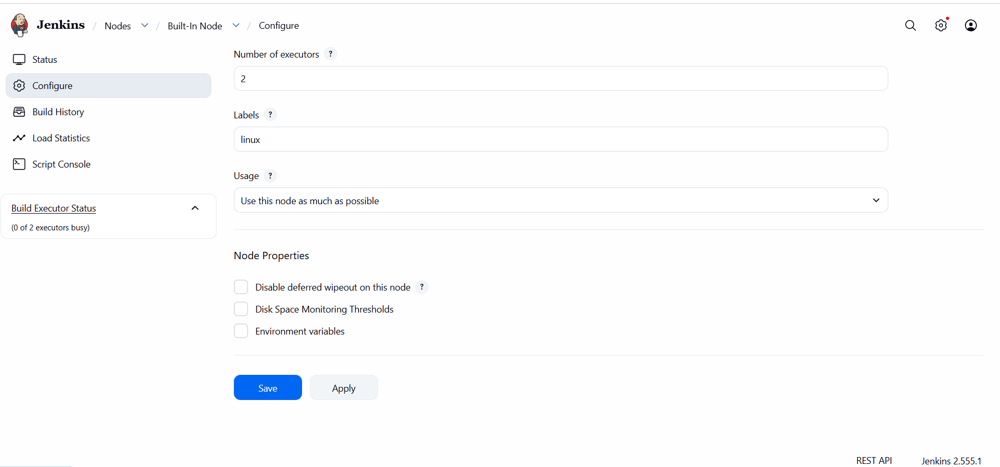 Jenkins / Nodes / Built-In Node / Configure
Status
Configure
Build History
Load Statistics
Script Console
Build Executor Status
(0 of 2 executors busy)
Number of executors ?
2
Labels ?
linux
Usage ?
Use this node as much as possible
Node Properties
Disable deferred wipeout on this node ?
Disk Space Monitoring Thresholds
Environment variables
Save Apply
REST API Jenkins 2.555.1